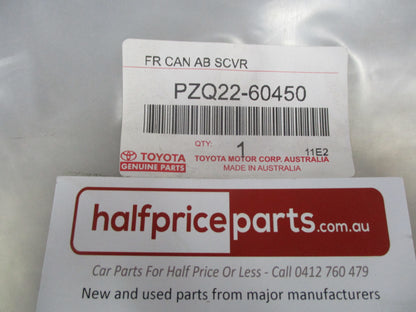 FR CAN AB SCVR
PZQ22-60450
QTY. 1 11E2
TOYOTA
GENUINE PARTS
TOYOTA MOTOR CORP. AUSTRALIA
MADE IN AUSTRALIA
halfpriceparts.com.au
Car Parts For Half Price Or Less - Call 0412 760 479
New and used parts from major manufacturers